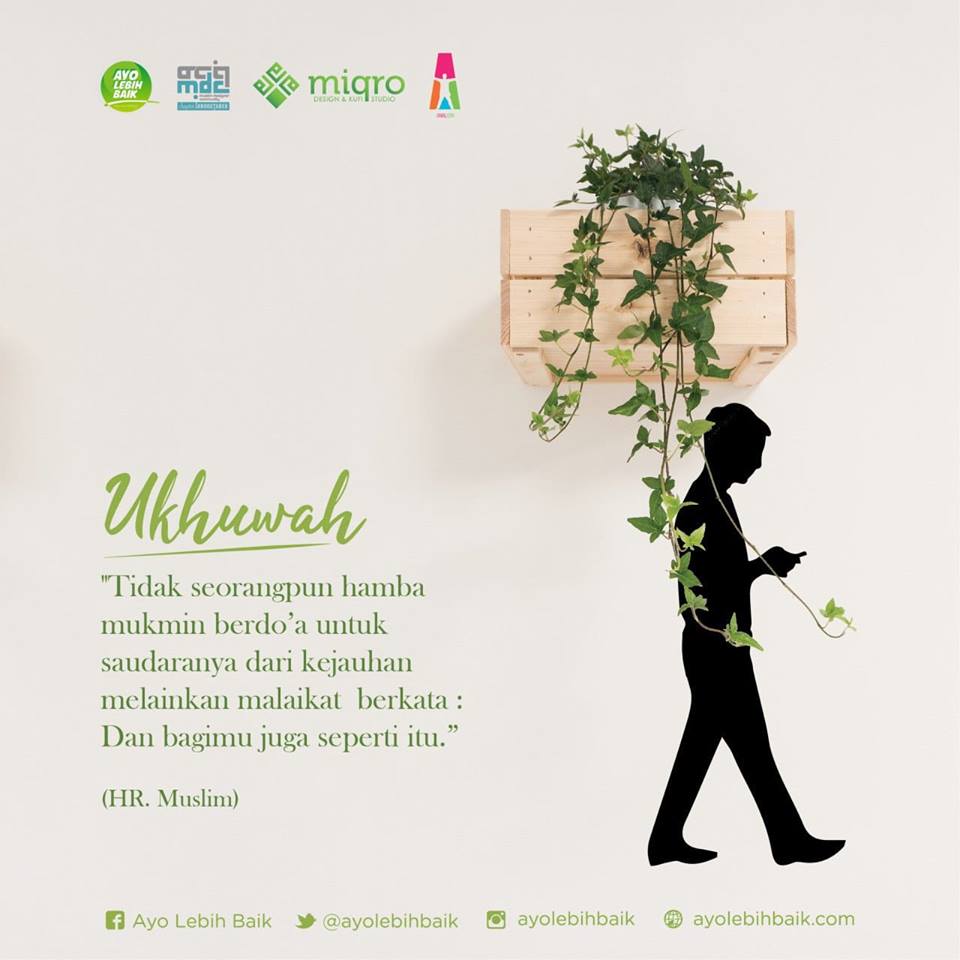 AYO
LEBIH
BAIK
mdc
miqro
DESIGN & KUFI STUDIO
Ukhuwah
"Tidak seorangpun hamba
mukmin berdo’a untuk
saudaranya dari kejauhan
melainkan malaikat  berkata :
Dan bagimu juga seperti itu.”
(HR. Muslim)
Ayo Lebih Baik @ayolebihbaik ayolebihbaik ayolebihbaik.com